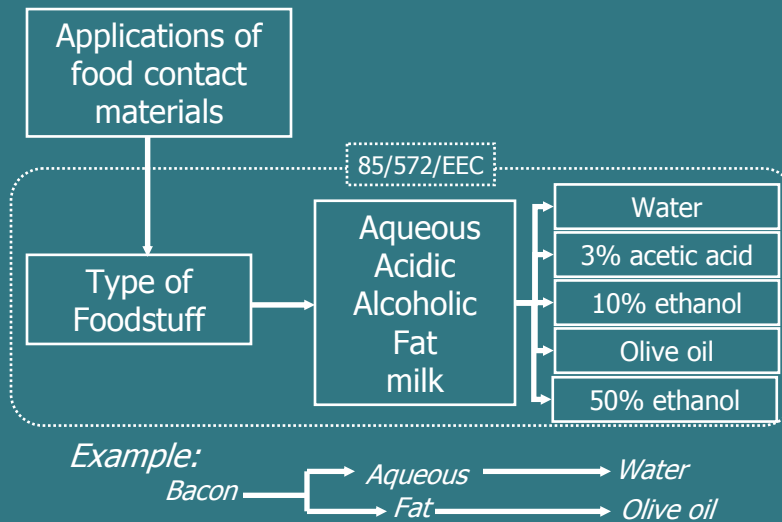 Applications of
food contact
materials
85/572/EEC
Type of
Foodstuff
Aqueous
Acidic
Alcoholic
Fat
milk
Water
3% acetic acid
10% ethanol
Olive oil
50% ethanol
Example:
Bacon
Aqueous
Water
Fat
Olive oil